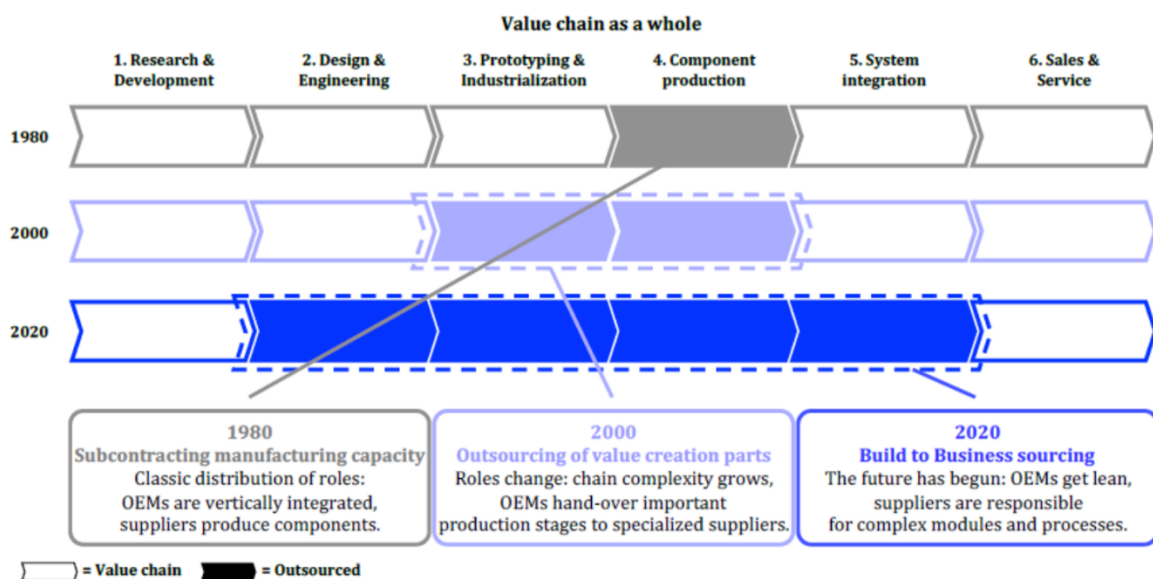 Value chain as a whole
1. Research &
Development
2. Design &
Engineering
3. Prototyping &
Industrialization
4. Component
production
5. System
integration
6. Sales &
Service
1980
2000
2020
1980
Subcontracting manufacturing capacity
Classic distribution of roles:
OEMs are vertically integrated,
suppliers produce components.
2000
Outsourcing of value creation parts
Roles change: chain complexity grows,
OEMs hand-over important
production stages to specialized suppliers.
2020
Build to Business sourcing
The future has begun: OEMs get lean,
suppliers are responsible
for complex modules and processes.
= Value chain
= Outsourced